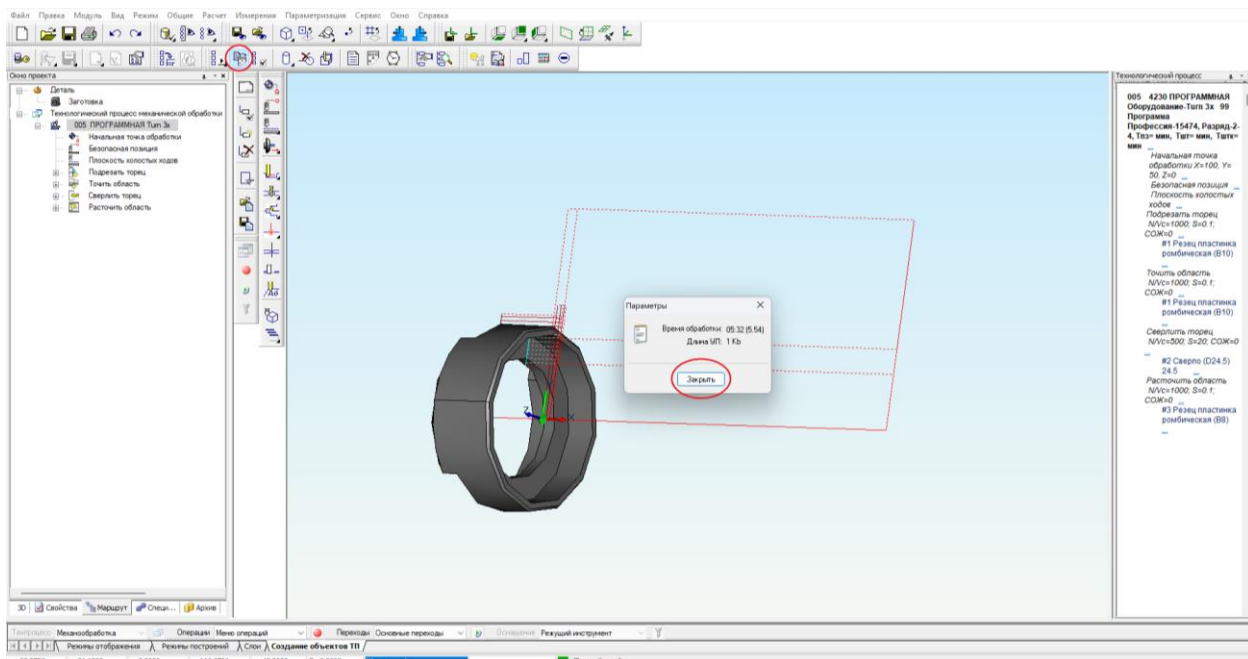 Файл Правка Модуль Вид Режим Общие Расчет Измерения Параметризация Сервис Окно Справка
Окно проекта
Деталь
Заготовка
Технологический процесс механической обработки
005 ПРОГРАММНАЯ Turn 3x
Начальная точка обработки
Безопасная позиция
Плоскость холостых ходов
Подрезать торец
Точить область
Сверлить торец
Расточить область
3D Свойства Маршрут Специ... Архив
Z
X
Параметры
Время обработки: 05:32 (5.54)
Длина УП: 1 Kb
Закрыть
Технологический процесс
005 4230 ПРОГРАММНАЯ
Оборудование-Turn 3x 99
Программа
Профессия-15474, Разряд-2-
4, Тпз= мин, Тшт= мин, Тштк=
мин
Начальная точка
обработки X=100, Y=
50, Z=0
Безопасная позиция
Плоскость холостых
ходов
Подрезать торец
N/Vc=1000; S=0.1;
СОЖ=0
#1 Резец пластинка
ромбическая (B10)
Точить область
N/Vc=1000; S=0.1;
СОЖ=0
#1 Резец пластинка
ромбическая (B10)
Сверлить торец
N/Vc=500; S=20; СОЖ=0
#2 Сверло (D24.5)
24.5
Расточить область
N/Vc=1000; S=0.1;
СОЖ=0
#3 Резец пластинка
ромбическая (B8)
Техпроцесс Механообработка Операции Меню операций Переходы Основные переходы Оснащение Режущий инструмент
Режимы отображения Режимы построений Слои Создание объектов ТП